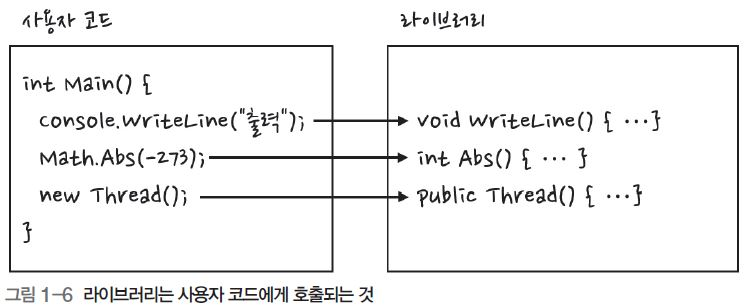 사용자 코드
라이브러리
int Main() {
console.WriteLine("출력");
Math.Abs(-273);
new Thread();
}
void WriteLine() { ...}
int Abs() { ... }
public Thread() { ...}
그림 1-6 라이브러리는 사용자 코드에게 호출되는 것